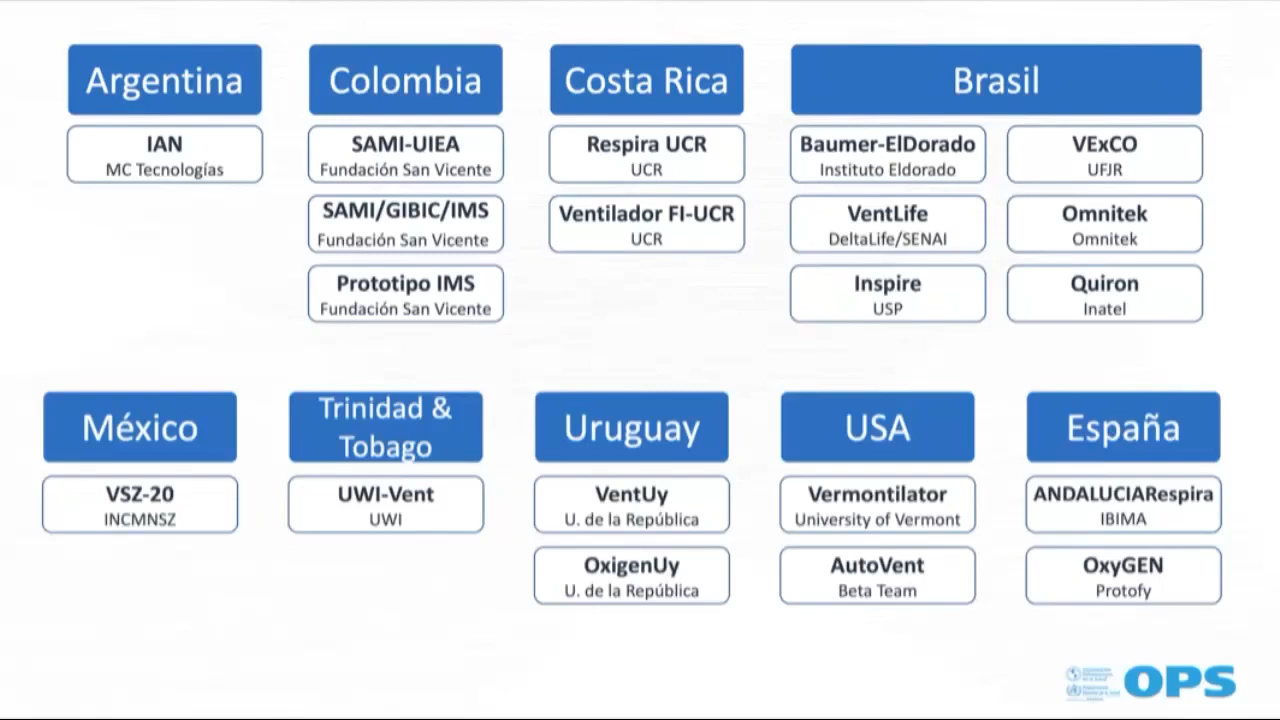 Argentina
IAN
MC Tecnologías
Colombia
SAMI-UIEA
Fundación San Vicente
SAMI/GIBIC/IMS
Fundación San Vicente
Prototipo IMS
Fundación San Vicente
Costa Rica
Respira UCR
UCR
Ventilador FI-UCR
UCR
Brasil
Baumer-ElDorado
Instituto Eldorado
VentLife
DeltaLife/SENAI
Inspire
USP
VExCO
UFJR
Omnitek
Omnitek
Quiron
Inatel
México
VSZ-20
INCMNSZ
Trinidad &
Tobago
UWI-Vent
UWI
Uruguay
VentUy
U. de la República
OxigenUy
U. de la República
USA
Vermontilator
University of Vermont
AutoVent
Beta Team
España
ANDALUCIARespira
IBIMA
OxyGEN
Protofy
OPS